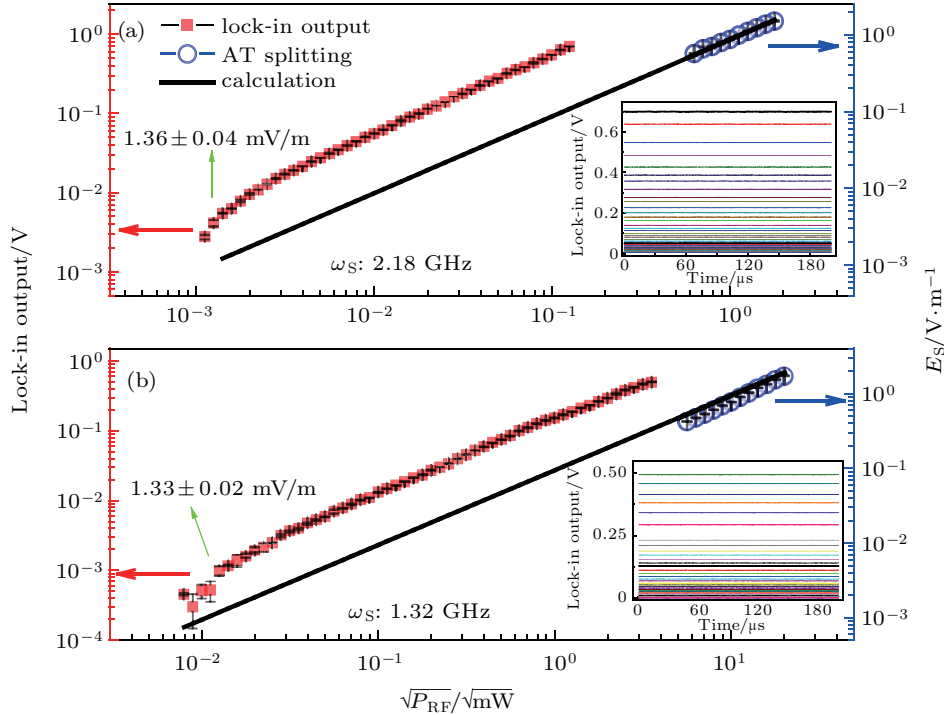 (a)
lock-in output
AT splitting
calculation
1.36±0.04 mV/m
ωS: 2.18 GHz
10⁰
10⁻¹
10⁻²
10⁻³
10⁰
10⁻¹
10⁻²
10⁻³
10⁻³
10⁻²
10⁻¹
10⁰
Lock-in output/V
0.6
0.4
0.2
0
0
60
120
180
Time/μs
Lock-in output/V
ES/V·m⁻¹
(b)
1.33±0.02 mV/m
ωS: 1.32 GHz
10⁰
10⁻¹
10⁻²
10⁻³
10⁻⁴
10⁰
10⁻¹
10⁻²
10⁻³
10⁻²
10⁻¹
10⁰
10¹
Lock-in output/V
0.50
0.25
0
0
60
120
180
Time/μs
√PRF/√mW